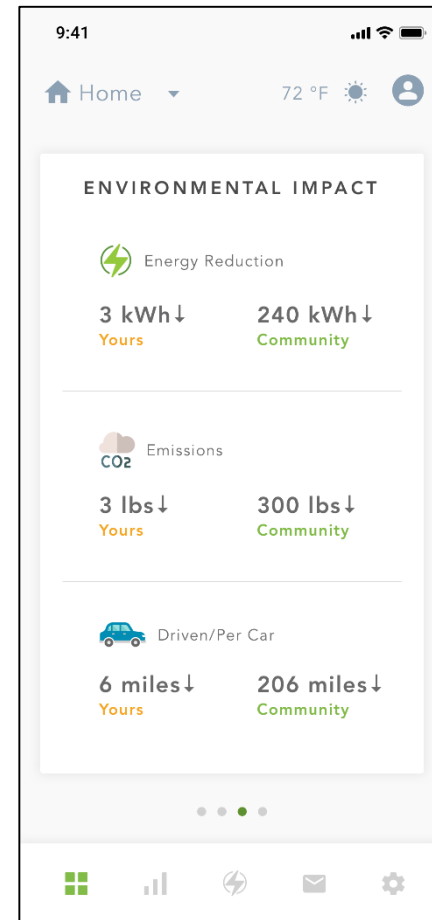 9:41
Home
72 °F
ENVIRONMENTAL IMPACT
Energy Reduction
3 kWh↓ 240 kWh↓
Yours Community
CO2 Emissions
3 lbs↓ 300 lbs↓
Yours Community
Driven/Per Car
6 miles↓ 206 miles↓
Yours Community